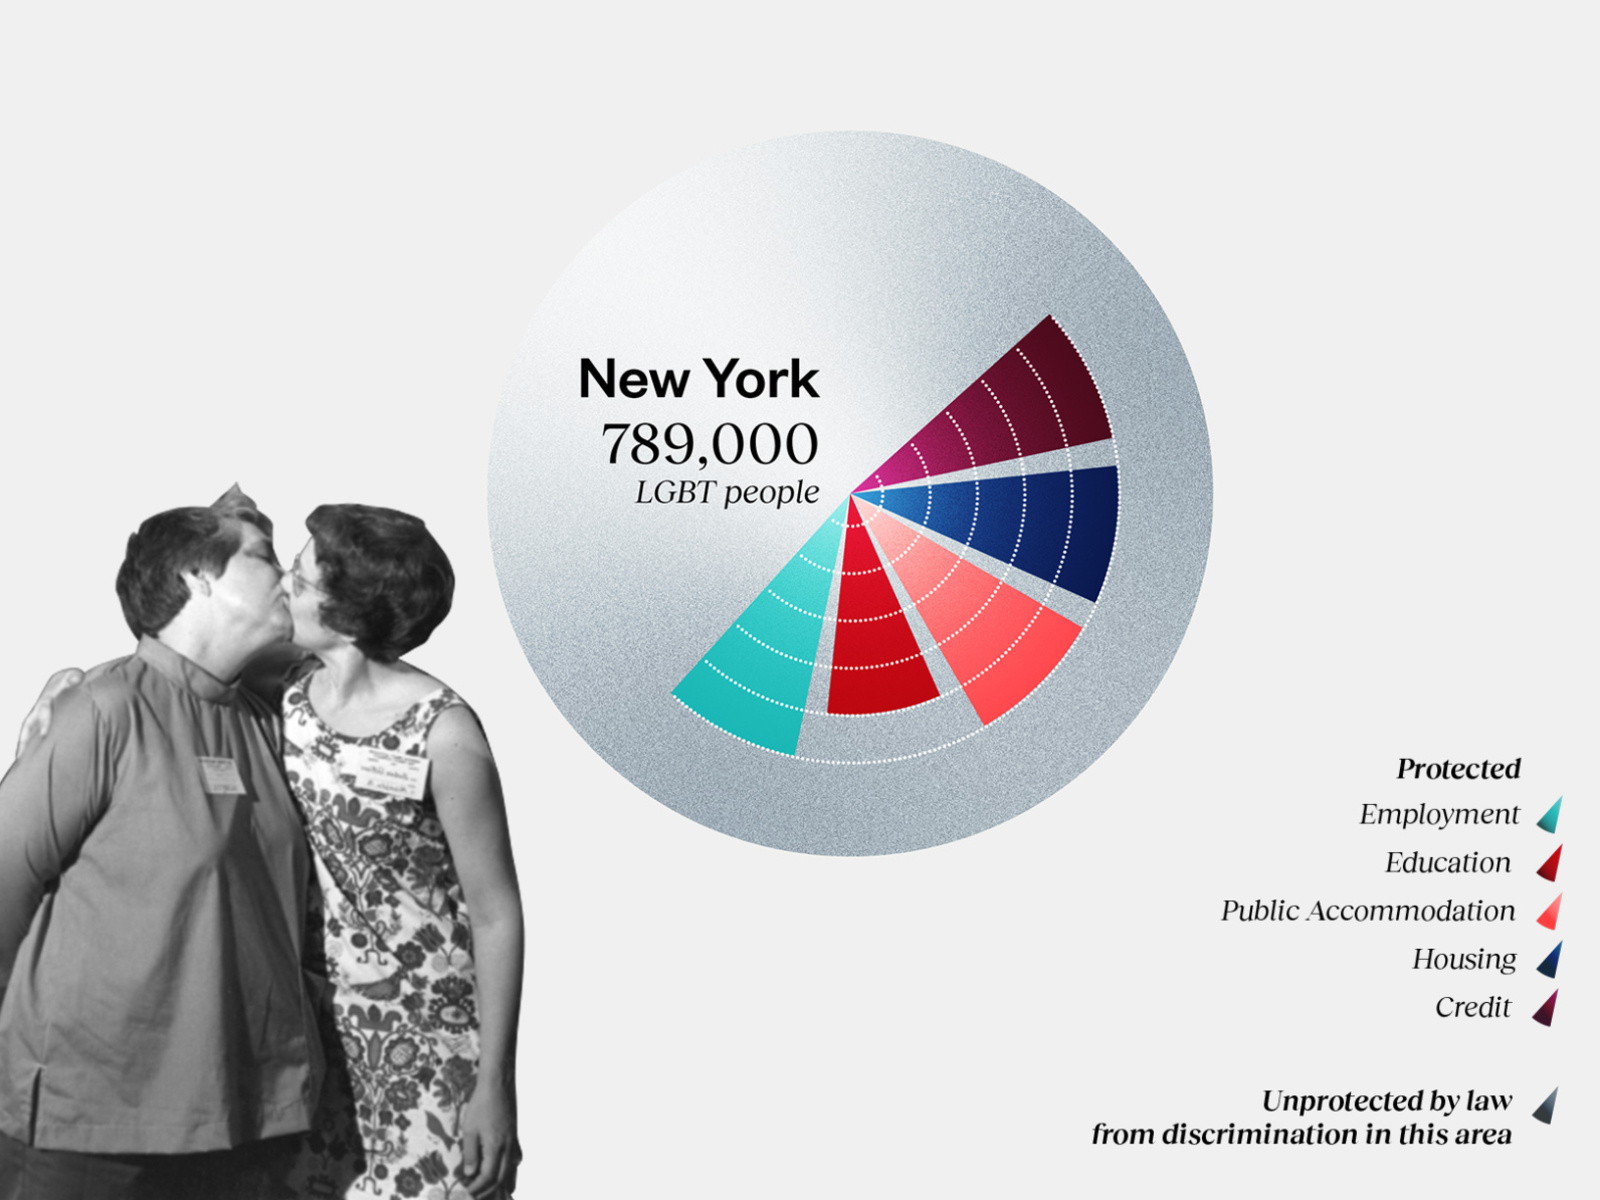 New York
789,000
LGBT people
Protected
Employment
Education
Public Accommodation
Housing
Credit
Unprotected by law
from discrimination in this area